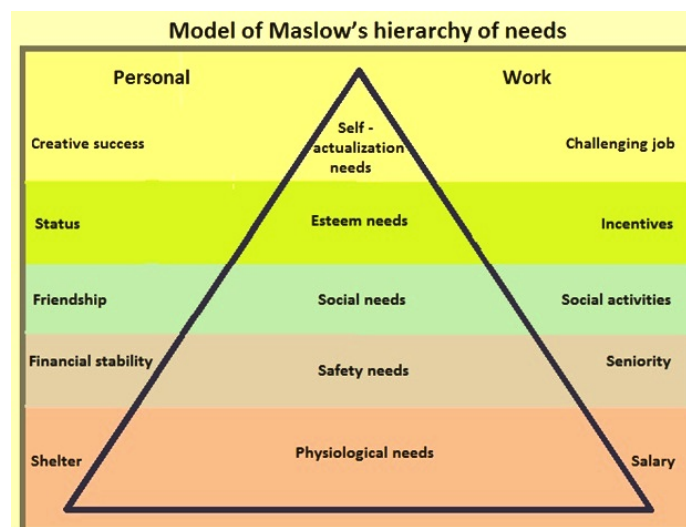 Model of Maslow's hierarchy of needs
Personal
Work
Creative success
Self -
actualization
needs
Challenging job
Status
Esteem needs
Incentives
Friendship
Social needs
Social activities
Financial stability
Safety needs
Seniority
Shelter
Physiological needs
Salary